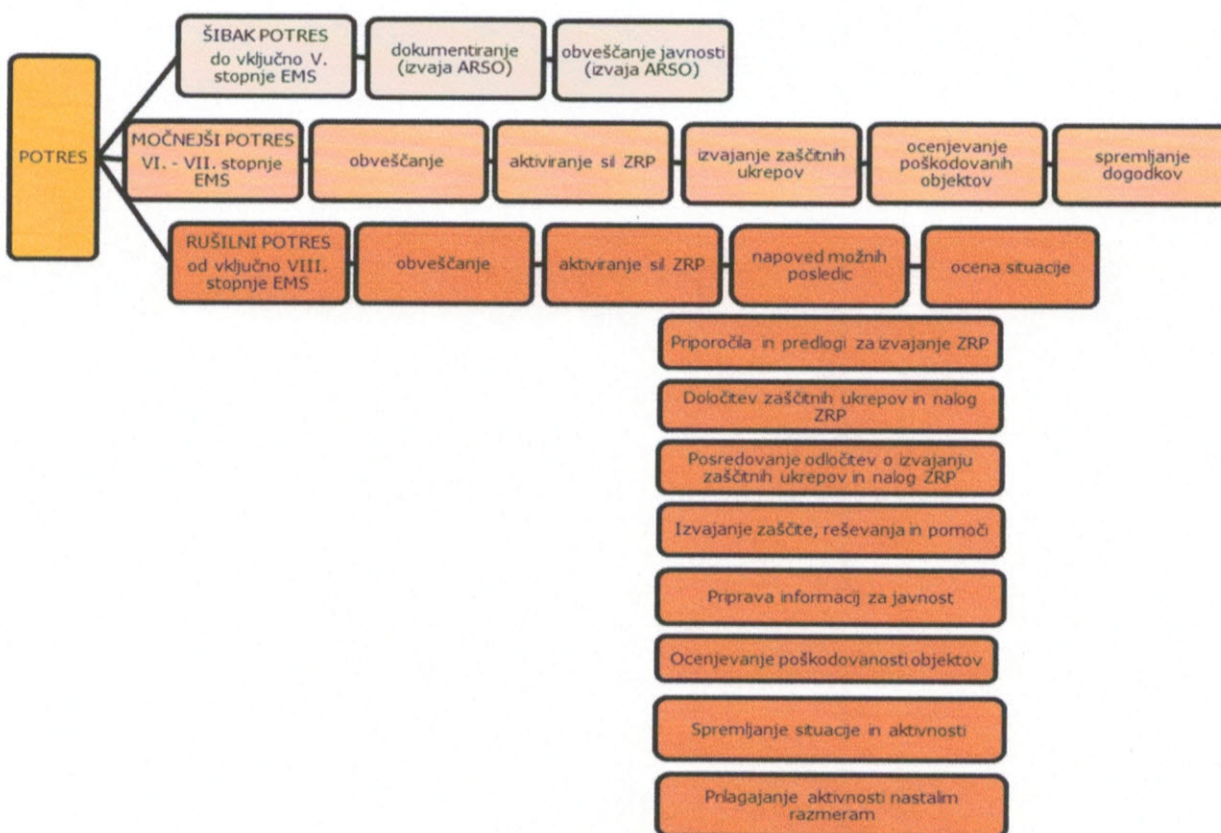 POTRES
ŠIBAK POTRES
do vključno V.
stopnje EMS
dokumentiranje
(izvaja ARSO)
obveščanje javnosti
(izvaja ARSO)
MOČNEJŠI POTRES
VI. - VII. stopnje
EMS
obveščanje
aktiviranje sil ZRP
izvajanje zaščitnih
ukrepov
ocenjevanje
poškodovanih
objektov
spremljanje
dogodkov
RUŠILNI POTRES
od vključno VIII.
stopnje EMS
obveščanje
aktiviranje sil ZRP
napoved možnih
posledic
ocena situacije
Priporočila in predlogi za izvajanje ZRP
Določitev zaščitnih ukrepov in nalog
ZRP
Posredovanje odločitev o izvajanju
zaščitnih ukrepov in nalog ZRP
Izvajanje zaščite, reševanja in pomoči
Priprava informacij za javnost
Ocenjevanje poškodovanosti objektov
Spremljanje situacije in aktivnosti
Prilagajanje aktivnosti nastalim
razmeram